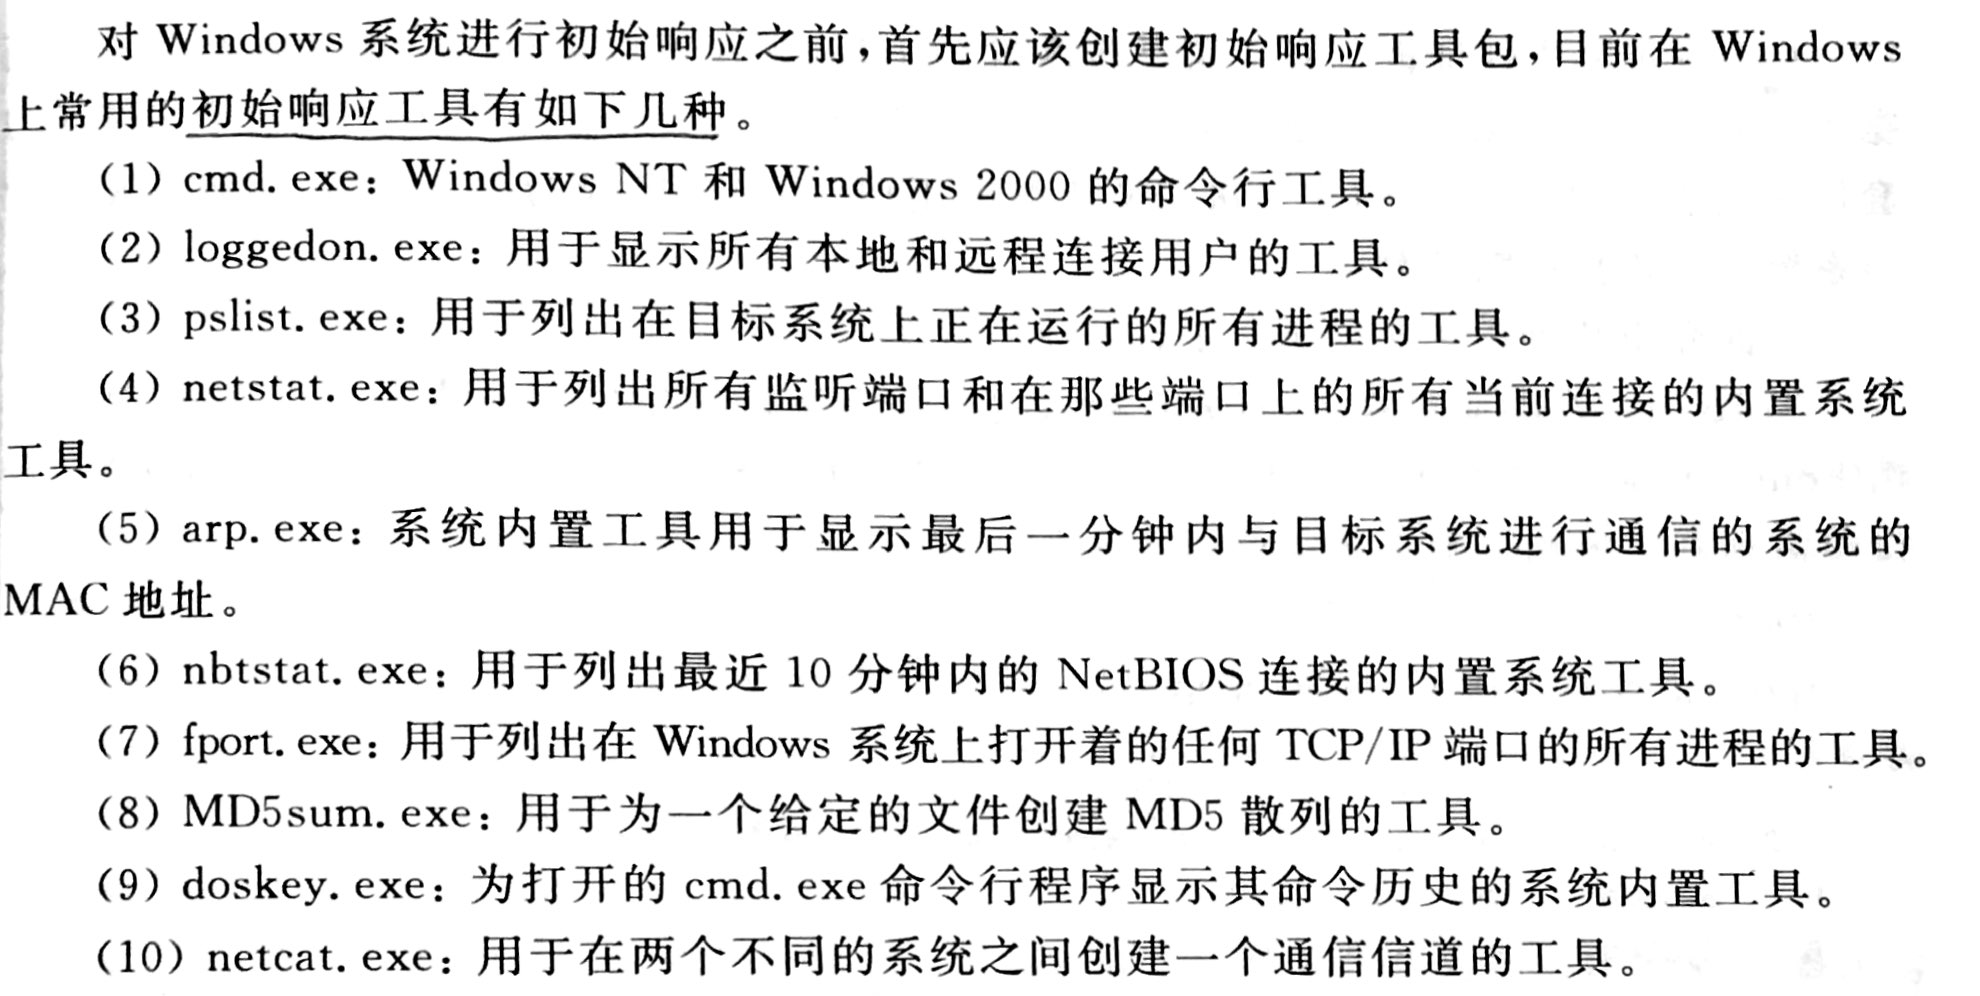 对 Windows 系统进行初始响应之前,首先应该创建初始响应工具包,目前在 Windows
上常用的初始响应工具有如下几种。
(1) cmd. exe: Windows NT 和 Windows 2000 的命令行工具。
(2) loggedon. exe: 用于显示所有本地和远程连接用户的工具。
(3) pslist. exe: 用于列出在目标系统上正在运行的所有进程的工具。
(4) netstat. exe: 用于列出所有监听端口和在那些端口上的所有当前连接的内置系统
工具。
(5) arp. exe: 系统内置工具用于显示最后一分钟内与目标系统进行通信的系统的
MAC 地址。
(6) nbtstat. exe: 用于列出最近 10 分钟内的 NetBIOS 连接的内置系统工具。
(7) fport. exe: 用于列出在 Windows 系统上打开着的任何 TCP/IP 端口的所有进程的工具。
(8) MD5sum. exe: 用于为一个给定的文件创建 MD5 散列的工具。
(9) doskey. exe: 为打开的 cmd. exe 命令行程序显示其命令历史的系统内置工具。
(10) netcat. exe: 用于在两个不同的系统之间创建一个通信信道的工具。